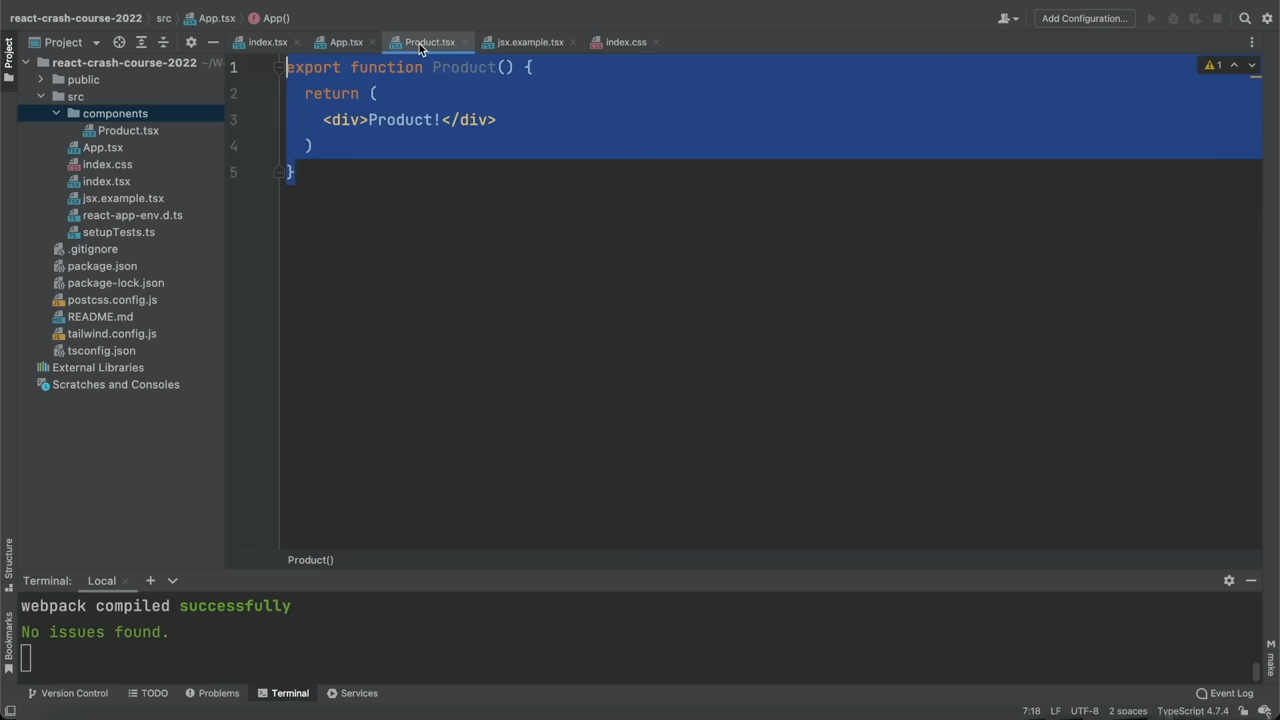 react-crash-course-2022 src App.tsx App()
Add Configuration...
Project
Project
index.tsx
App.tsx
Product.tsx
jsx.example.tsx
index.css
react-crash-course-2022
public
src
components
Product.tsx
App.tsx
index.css
index.tsx
jsx.example.tsx
react-app-env.d.ts
setupTests.ts
.gitignore
package.json
package-lock.json
postcss.config.js
README.md
tailwind.config.js
tsconfig.json
External Libraries
Scratches and Consoles
1 export function Product() {
2 return (
3 <div>Product!</div>
4 )
5 }
1
Product()
Structure
Bookmarks
make
Terminal: Local
webpack compiled successfully
No issues found.
Version Control
TODO
Problems
Terminal
Services
Event Log
7:18 LF UTF-8 2 spaces TypeScript 4.7.4